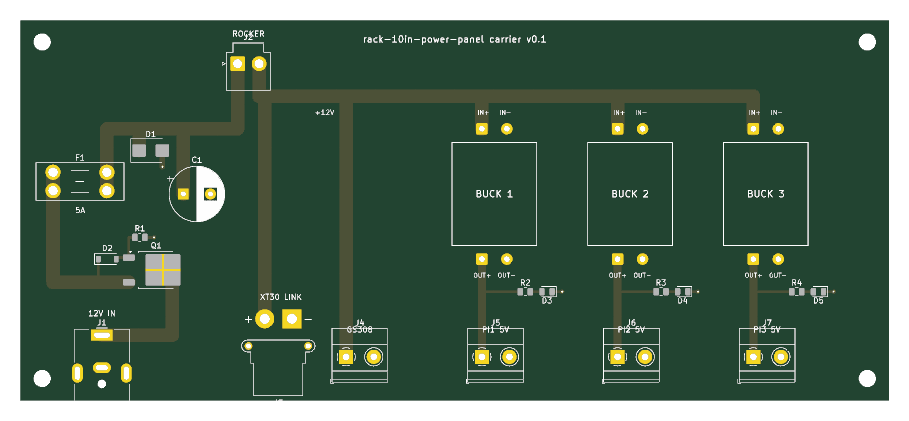 ROCKER
J2
rack-10in-power-panel carrier v0.1
+12V
IN+ IN-
IN+ IN-
IN+ IN-
D1
F1
C1
+
5A
BUCK 1
BUCK 2
BUCK 3
R1
Q1
D2
OUT+ OUT-
OUT+ OUT-
OUT+ OUT-
R2
D3
R3
D4
R4
D5
XT30 LINK
+ -
12V IN
J1
J4
GS308
J5
PI1 5V
J6
PI2 5V
J7
PI3 5V